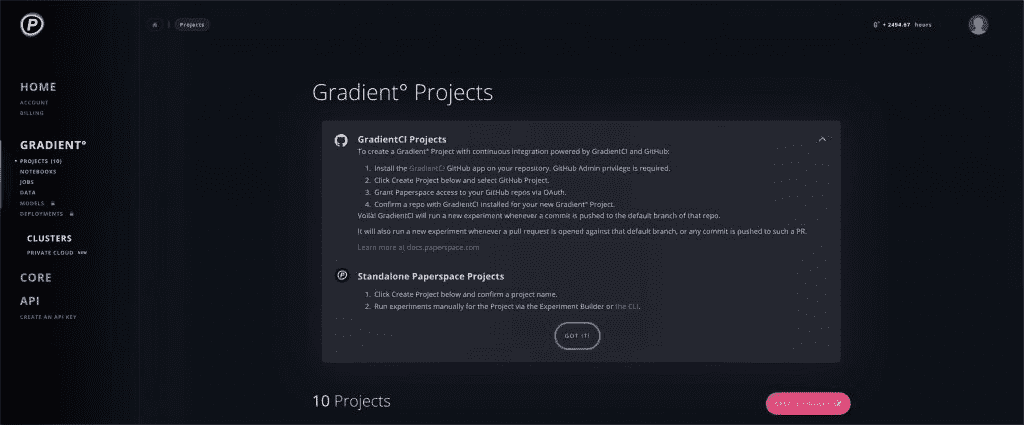 P
Projects
+ 2494.67 hours
HOME
ACCOUNT
BILLING
GRADIENT°
PROJECTS (10)
NOTEBOOKS
JOBS
DATA
MODELS
DEPLOYMENTS
CLUSTERS
PRIVATE CLOUD NEW
CORE
API
CREATE AN API KEY
Gradient° Projects
GradientCI Projects
To create a Gradient° Project with continuous integration powered by GradientCI and GitHub:
1. Install the GradientCI GitHub app on your repository. GitHub Admin privilege is required.
2. Click Create Project below and select GitHub Project.
3. Grant Paperspace access to your GitHub repos via OAuth.
4. Confirm a repo with GradientCI installed for your new Gradient° Project.
Voilà! GradientCI will run a new experiment whenever a commit is pushed to the default branch of that repo.
It will also run a new experiment whenever a pull request is opened against that default branch, or any commit is pushed to such a PR.
Learn more at docs.paperspace.com
P
Standalone Paperspace Projects
1. Click Create Project below and confirm a project name.
2. Run experiments manually for the Project via the Experiment Builder or the CLI.
GOT IT!
10 Projects